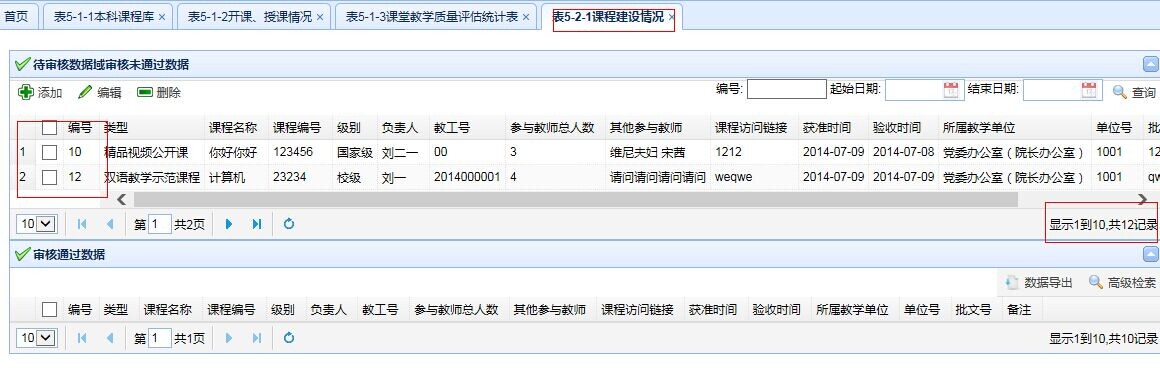 首页 表5-1-1本科课程库 × 表5-1-2开课、授课情况 × 表5-1-3课堂教学质量评估统计表 × 表5-2-1课程建设情况 ×
待审核数据域审核未通过数据
添加 编辑 删除 编号: 起始日期: 结束日期: 查询
编号 类型 课程名称 课程编号 级别 负责人 教工号 参与教师总人数 其他参与教师 课程访问链接 获准时间 验收时间 所属教学单位 单位号 批
1 10 精品视频公开课 你好你好 123456 国家级 刘二一 00 3 维尼夫妇 宋茜 1212 2014-07-09 2014-07-08 党委办公室（院长办公室） 1001 12
2 12 双语教学示范课程 计算机 23234 校级 刘一 2014000001 4 请问请问请问请问 weqwe 2014-07-09 2014-07-09 党委办公室（院长办公室） 1001 qw
10 第 1 共2页 显示1到10,共12记录
审核通过数据
数据导出 高级检索
编号 类型 课程名称 课程编号 级别 负责人 教工号 参与教师总人数 其他参与教师 课程访问链接 获准时间 验收时间 所属教学单位 单位号 批文号 备注
10 第 1 共1页 显示1到10,共10记录